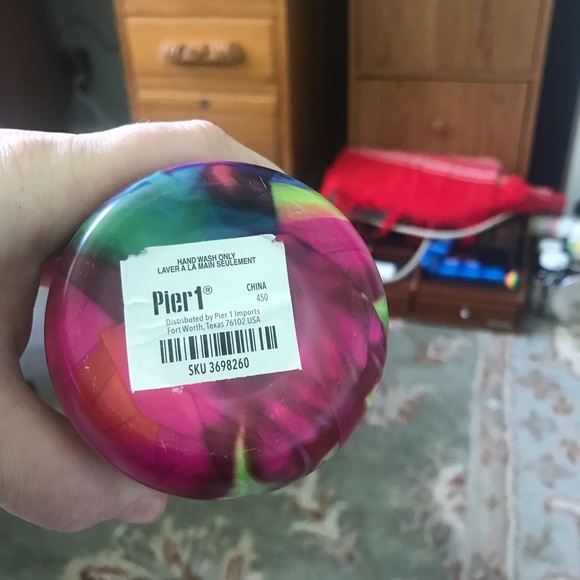 HAND WASH ONLY
LAVER A LA MAIN SEULEMENT
Pier1® CHINA
450
Distributed by Pier 1 Imports
Fort Worth, Texas 76102 USA
SKU 3698260